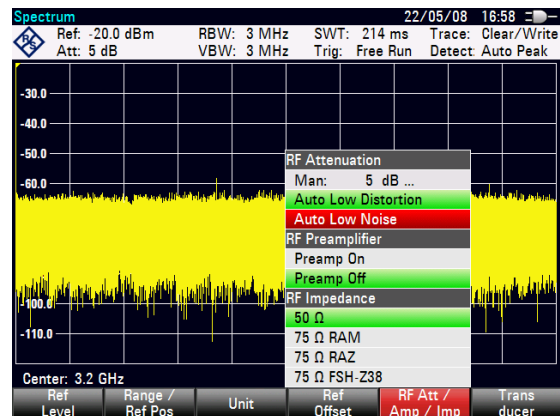 Spectrum 22/05/08 16:58
Ref: -20.0 dBm RBW: 3 MHz SWT: 214 ms Trace: Clear/Write
Att: 5 dB VBW: 3 MHz Trig: Free Run Detect: Auto Peak
-30.0
-40.0
-50.0
-60.0
-100.0
-110.0
RF Attenuation
Man: 5 dB ...
Auto Low Distortion
Auto Low Noise
RF Preamplifier
Preamp On
Preamp Off
RF Impedance
50 Ω
75 Ω RAM
75 Ω RAZ
75 Ω FSH-Z38
Center: 3.2 GHz
Ref Level
Range / Ref Pos
Unit
Ref Offset
RF Att / Amp / Imp
Trans ducer